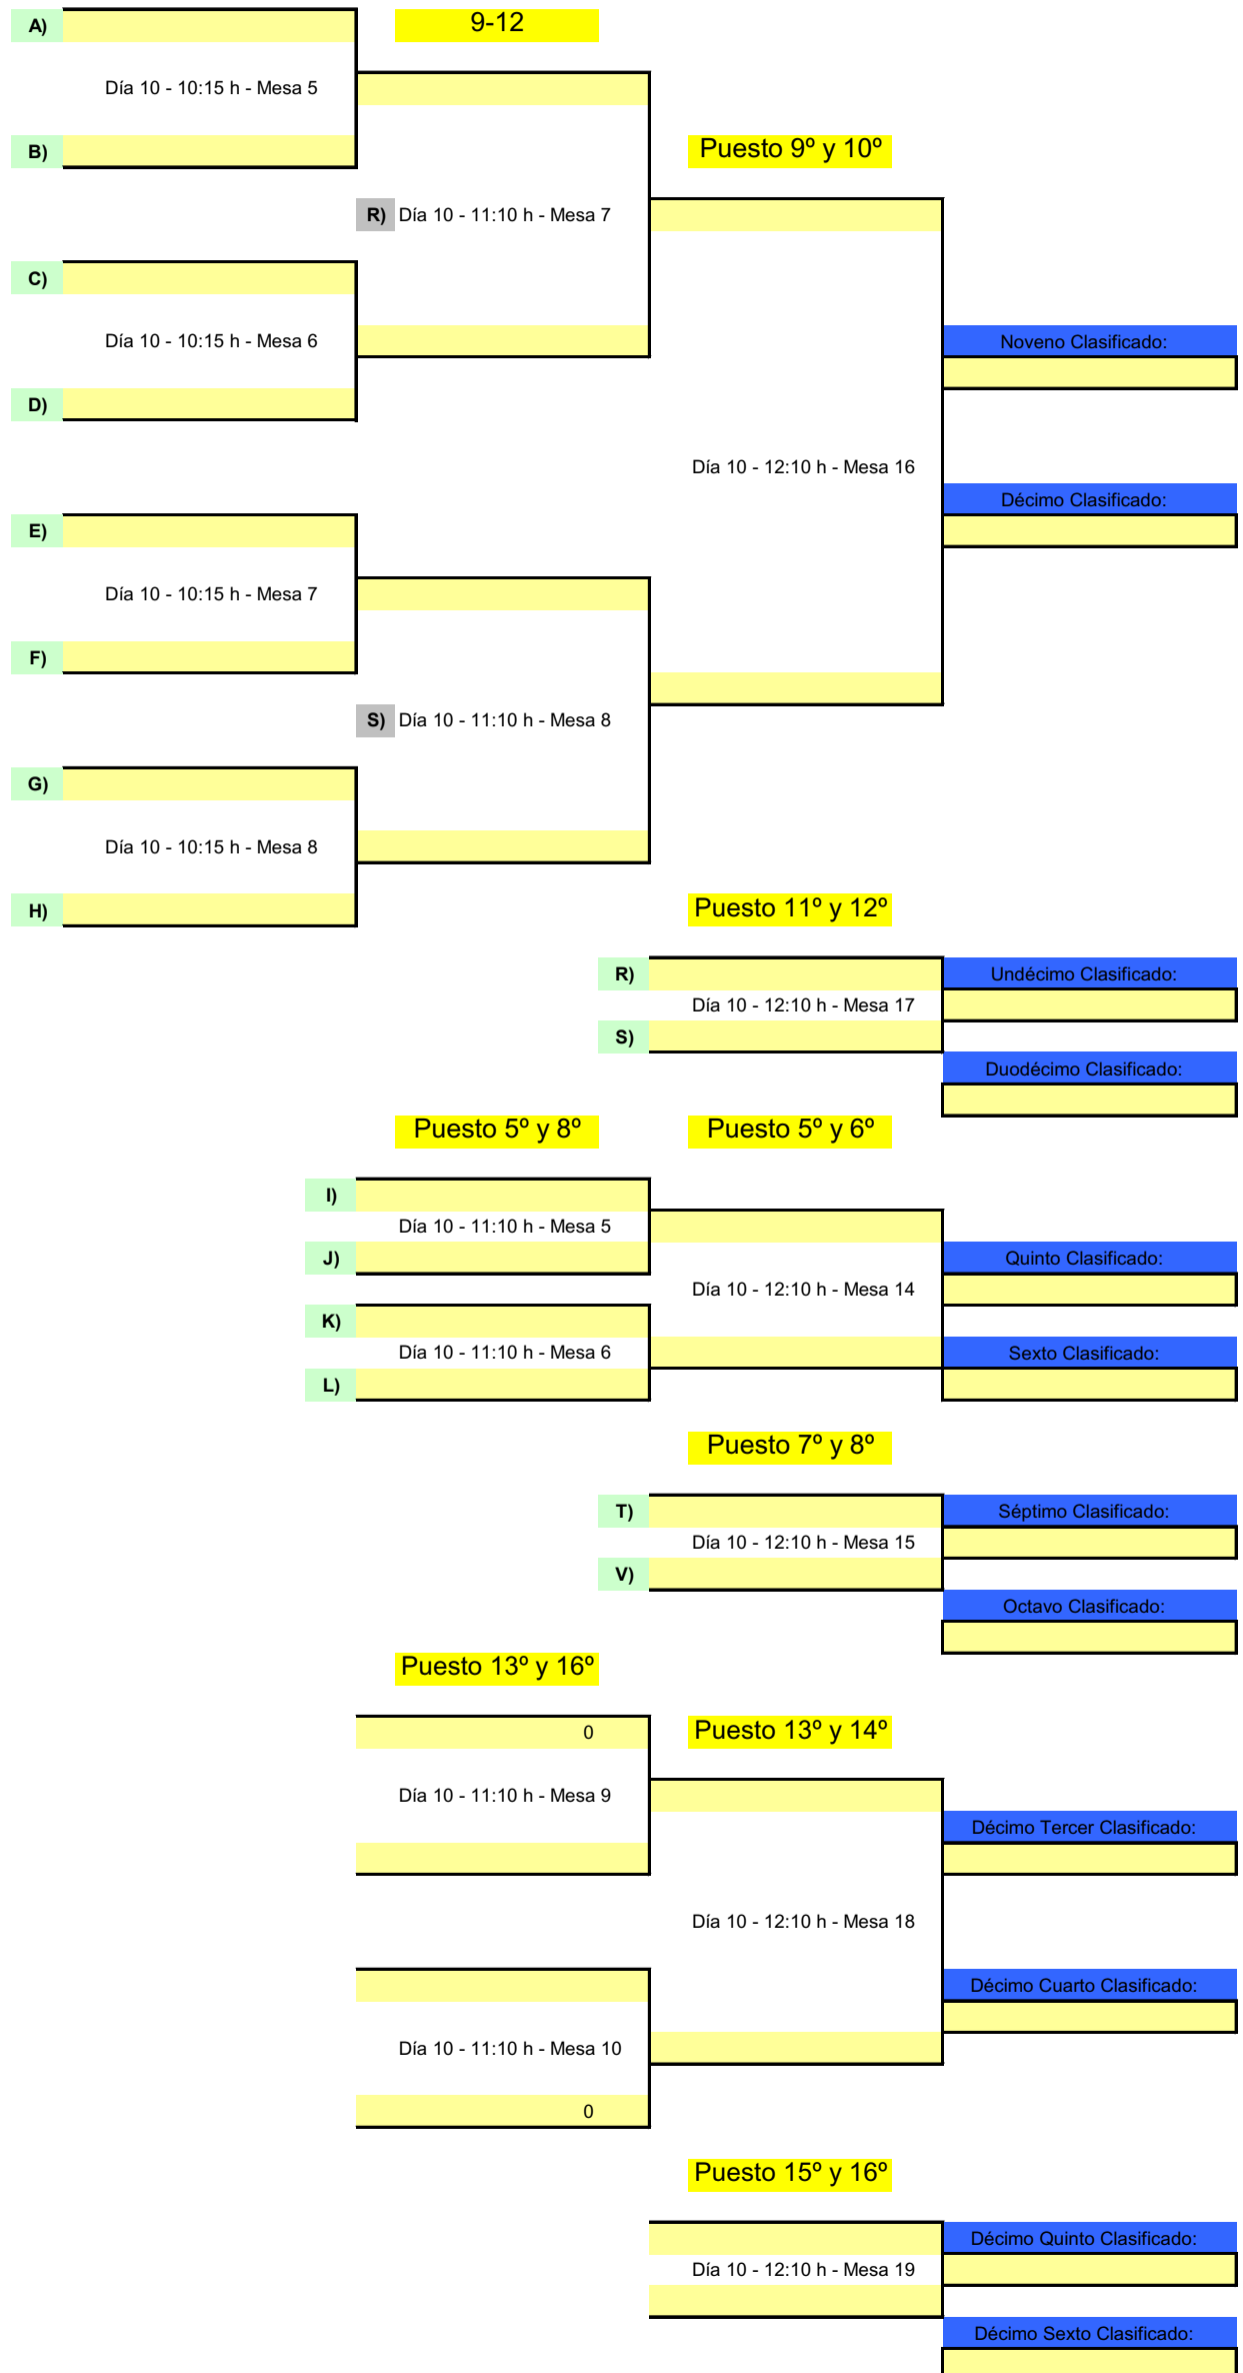 A)
9-12
Día 10 - 10:15 h - Mesa 5
B)
Puesto 9º y 10º
R) Día 10 - 11:10 h - Mesa 7
C)
Día 10 - 10:15 h - Mesa 6
Noveno Clasificado:
D)
Día 10 - 12:10 h - Mesa 16
Décimo Clasificado:
E)
Día 10 - 10:15 h - Mesa 7
F)
S) Día 10 - 11:10 h - Mesa 8
G)
Día 10 - 10:15 h - Mesa 8
H)
Puesto 11º y 12º
R)
Undécimo Clasificado:
Día 10 - 12:10 h - Mesa 17
S)
Duodécimo Clasificado:
Puesto 5º y 8º
Puesto 5º y 6º
I)
Día 10 - 11:10 h - Mesa 5
J)
Quinto Clasificado:
Día 10 - 12:10 h - Mesa 14
K)
Día 10 - 11:10 h - Mesa 6
Sexto Clasificado:
L)
Puesto 7º y 8º
T)
Séptimo Clasificado:
Día 10 - 12:10 h - Mesa 15
V)
Octavo Clasificado:
Puesto 13º y 16º
0
Puesto 13º y 14º
Día 10 - 11:10 h - Mesa 9
Décimo Tercer Clasificado:
Día 10 - 12:10 h - Mesa 18
Décimo Cuarto Clasificado:
Día 10 - 11:10 h - Mesa 10
0
Puesto 15º y 16º
Décimo Quinto Clasificado:
Día 10 - 12:10 h - Mesa 19
Décimo Sexto Clasificado: